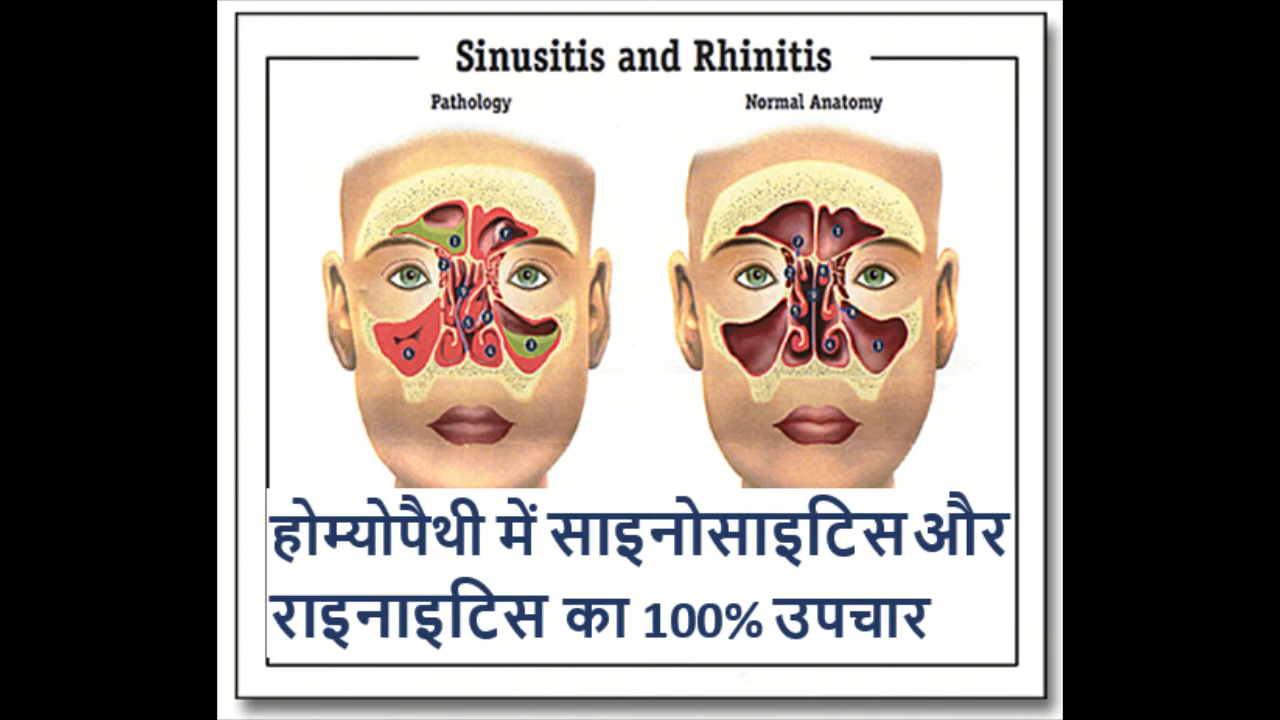 Sinusitis and Rhinitis
Pathology
Normal Anatomy
होम्योपैथी में साइनोसाइटिस और
राइनाइटिस का 100% उपचार